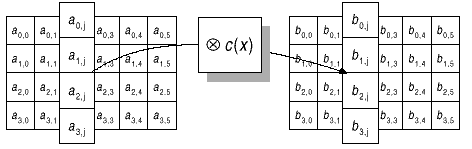 a0,0 a0,1 a0,j a0,3 a0,4 a0,5
a1,0 a1,1 a1,j a1,3 a1,4 a1,5
a2,0 a2,1 a2,j a2,3 a2,4 a2,5
a3,0 a3,1 a3,j a3,3 a3,4 a3,5
⊗ c(x)
b0,0 b0,1 b0,j b0,3 b0,4 b0,5
b1,0 b1,1 b1,j b1,3 b1,4 b1,5
b2,0 b2,1 b2,j b2,3 b2,4 b2,5
b3,0 b3,1 b3,j b3,3 b3,4 b3,5